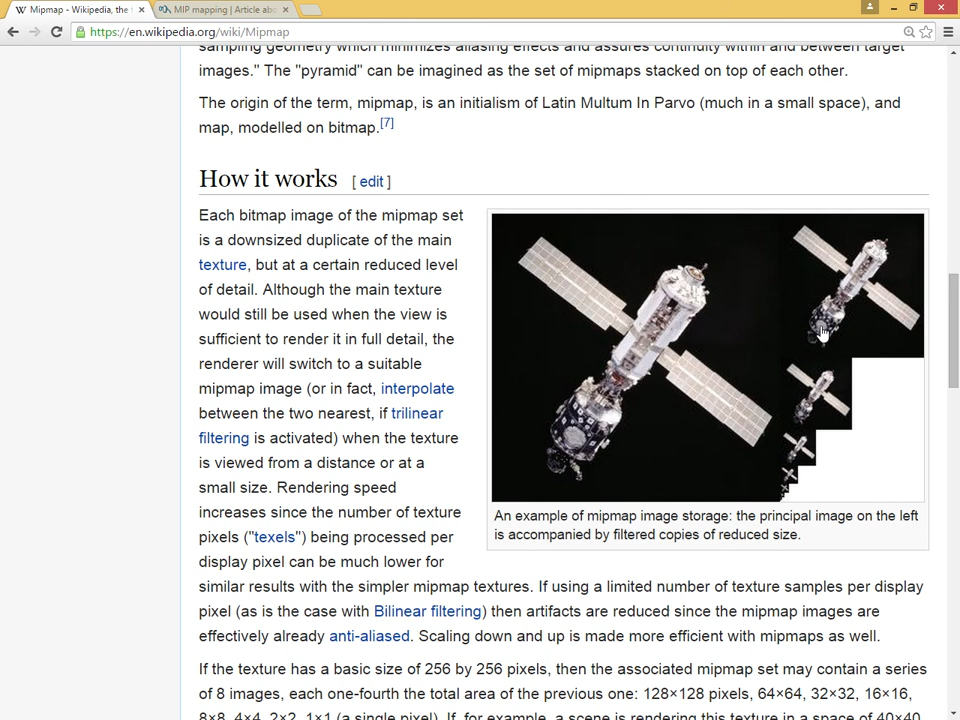 Mipmap - Wikipedia, the
MIP mapping | Article abo
https://en.wikipedia.org/wiki/Mipmap
sampling geometry which minimizes aliasing effects and assures continuity within and between target
images." The "pyramid" can be imagined as the set of mipmaps stacked on top of each other.
The origin of the term, mipmap, is an initialism of Latin Multum In Parvo (much in a small space), and
map, modelled on bitmap.[7]
How it works [ edit ]
Each bitmap image of the mipmap set
is a downsized duplicate of the main
texture, but at a certain reduced level
of detail. Although the main texture
would still be used when the view is
sufficient to render it in full detail, the
renderer will switch to a suitable
mipmap image (or in fact, interpolate
between the two nearest, if trilinear
filtering is activated) when the texture
is viewed from a distance or at a
small size. Rendering speed
increases since the number of texture
pixels ("texels") being processed per
display pixel can be much lower for
similar results with the simpler mipmap textures. If using a limited number of texture samples per display
pixel (as is the case with Bilinear filtering) then artifacts are reduced since the mipmap images are
effectively already anti-aliased. Scaling down and up is made more efficient with mipmaps as well.
An example of mipmap image storage: the principal image on the left
is accompanied by filtered copies of reduced size.
If the texture has a basic size of 256 by 256 pixels, then the associated mipmap set may contain a series
of 8 images, each one-fourth the total area of the previous one: 128×128 pixels, 64×64, 32×32, 16×16,
8×8, 4×4, 2×2, 1×1 (a single pixel). If, for example, a scene is rendering this texture in a space of 40×40